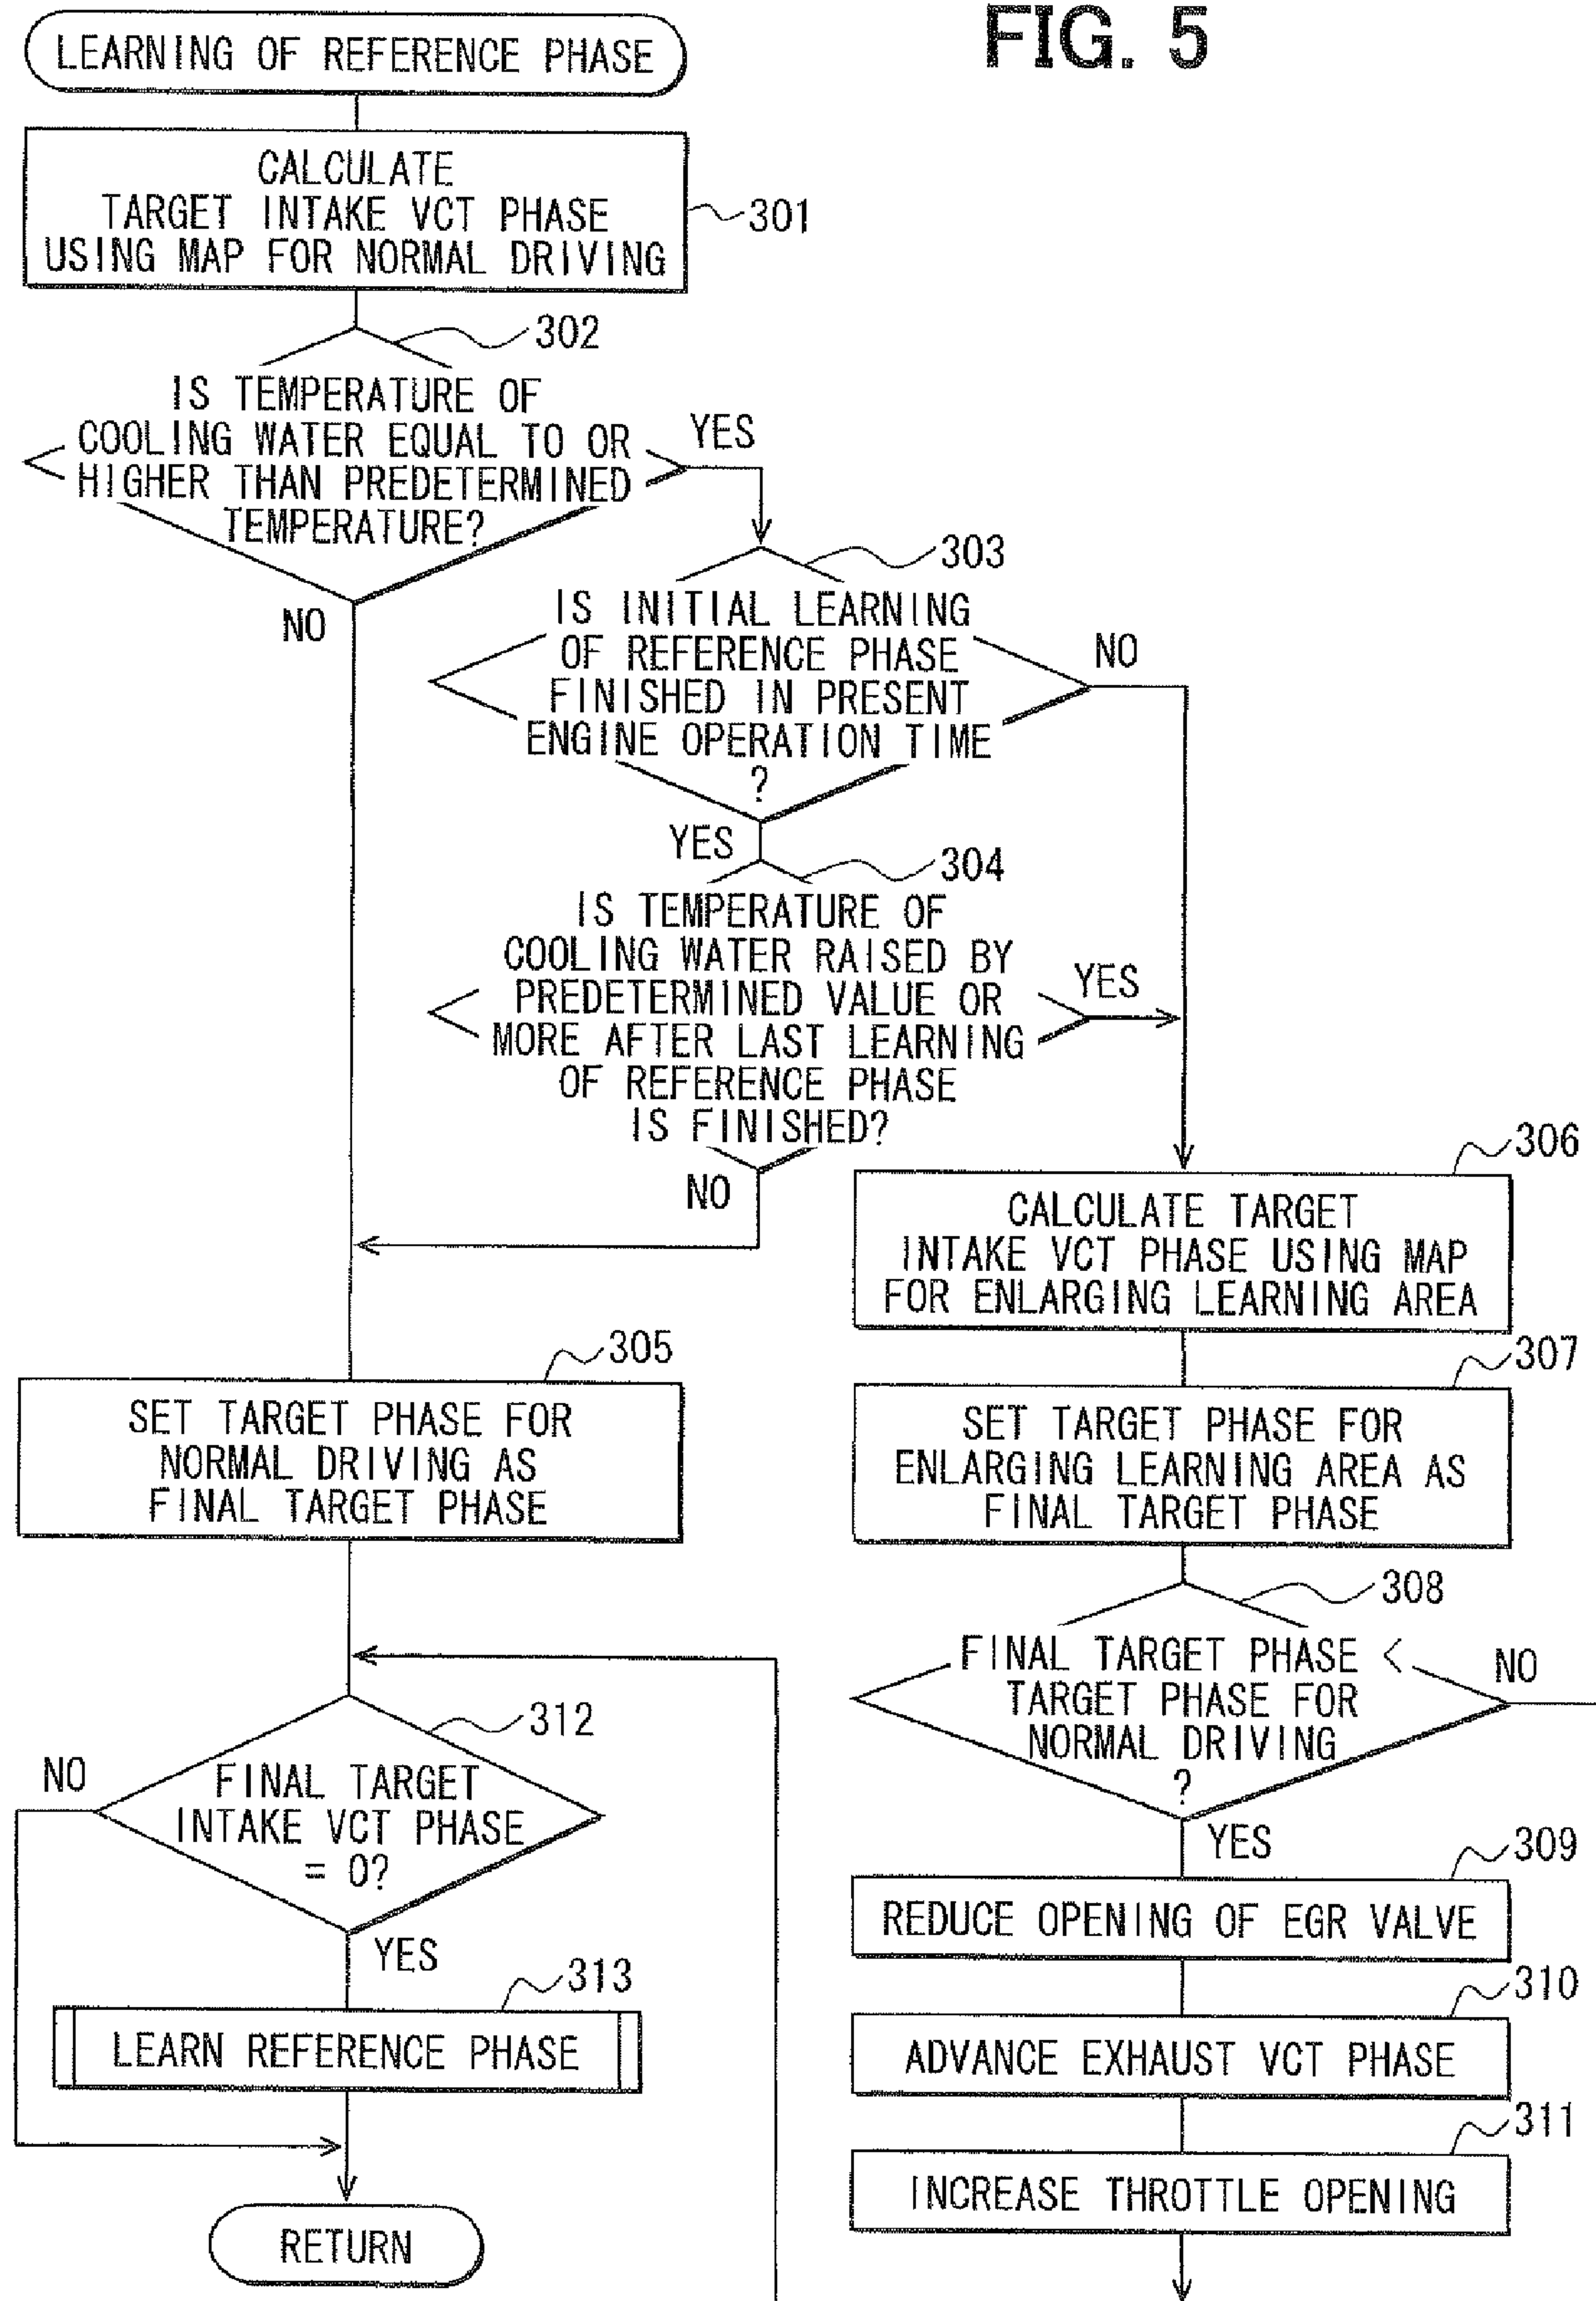 FIG. 5
LEARNING OF REFERENCE PHASE
CALCULATE
TARGET INTAKE VCT PHASE
USING MAP FOR NORMAL DRIVING
301
302
IS TEMPERATURE OF
COOLING WATER EQUAL TO OR
HIGHER THAN PREDETERMINED
TEMPERATURE?
YES
NO
303
IS INITIAL LEARNING
OF REFERENCE PHASE
FINISHED IN PRESENT
ENGINE OPERATION TIME
?
NO
YES
304
IS TEMPERATURE OF
COOLING WATER RAISED BY
PREDETERMINED VALUE OR
MORE AFTER LAST LEARNING
OF REFERENCE PHASE
IS FINISHED?
YES
NO
306
CALCULATE TARGET
INTAKE VCT PHASE USING MAP
FOR ENLARGING LEARNING AREA
305
SET TARGET PHASE FOR
NORMAL DRIVING AS
FINAL TARGET PHASE
307
SET TARGET PHASE FOR
ENLARGING LEARNING AREA AS
FINAL TARGET PHASE
308
FINAL TARGET PHASE <
TARGET PHASE FOR
NORMAL DRIVING
?
NO
YES
312
FINAL TARGET
INTAKE VCT PHASE
= 0?
NO
YES
309
REDUCE OPENING OF EGR VALVE
313
LEARN REFERENCE PHASE
310
ADVANCE EXHAUST VCT PHASE
311
INCREASE THROTTLE OPENING
RETURN